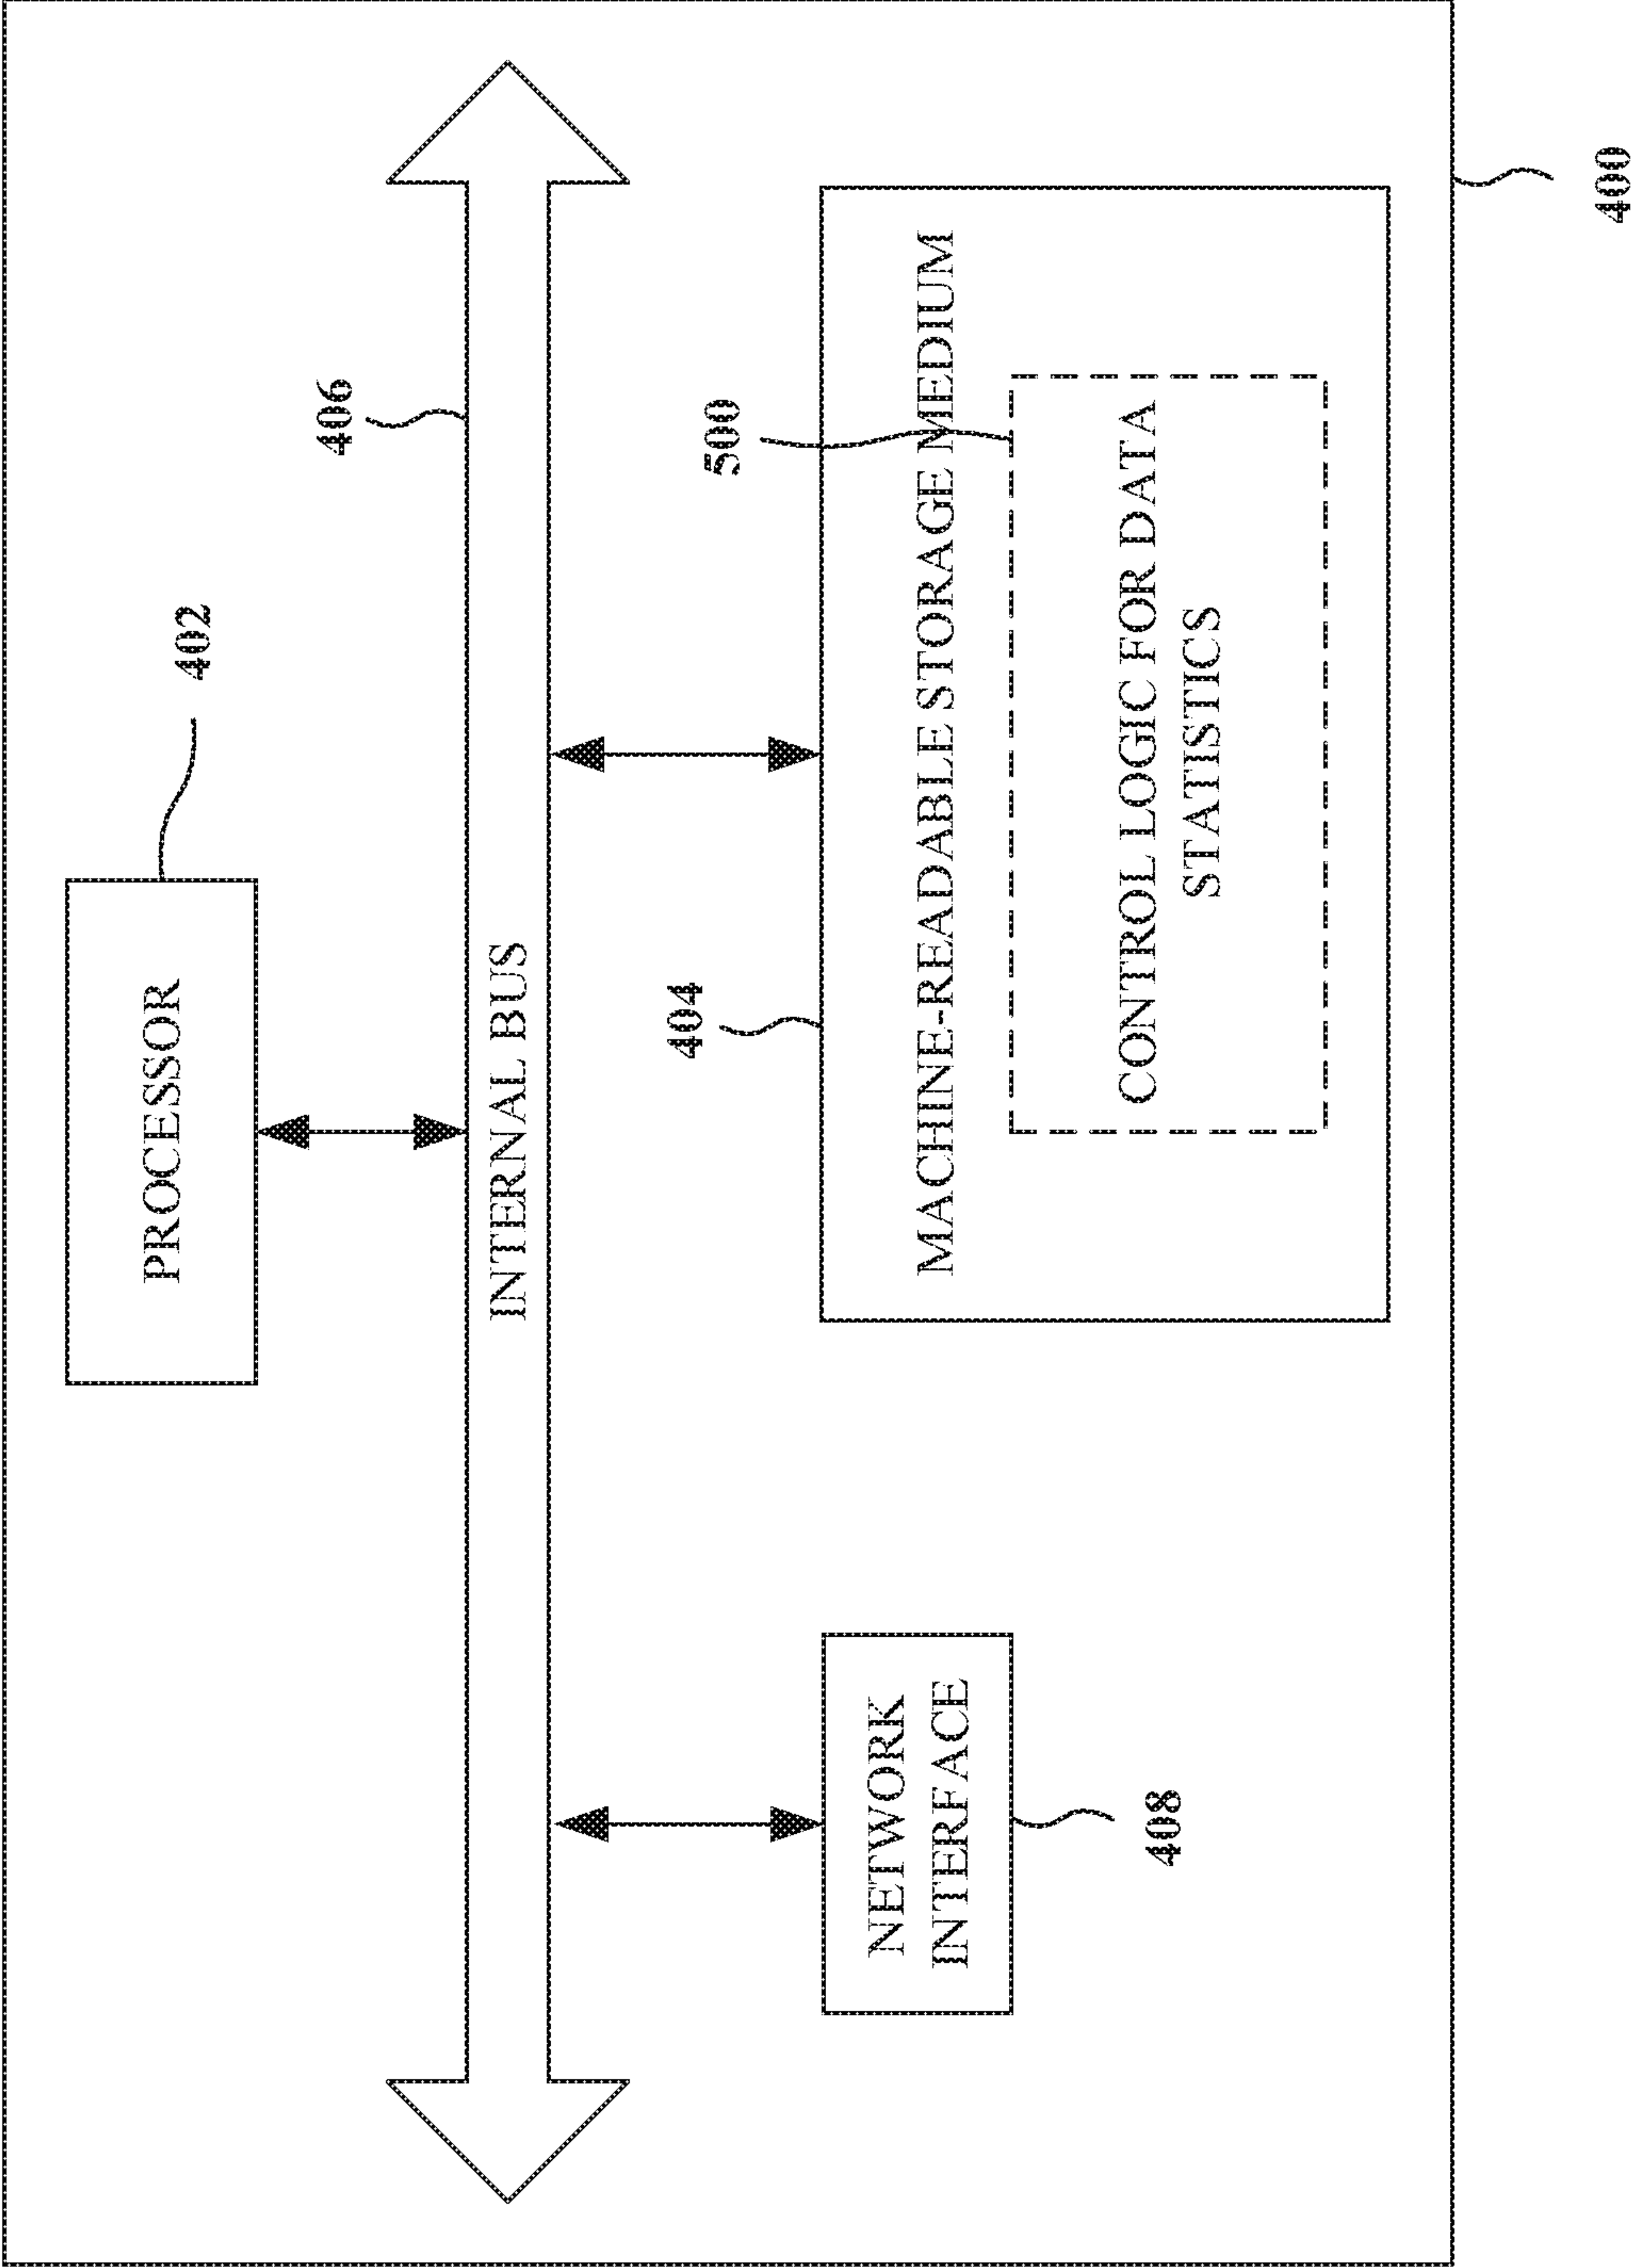 PROCESSOR
402
406
INTERNAL BUS
404
500
NETWORK
INTERFACE
MACHINE-READABLE STORAGE MEDIUM
CONTROL LOGIC FOR DATA
STATISTICS
408
400